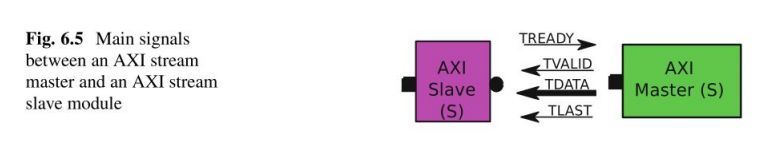 Fig. 6.5 Main signals
between an AXI stream
master and an AXI stream
slave module
AXI
Slave
(S)
TREADY
TVALID
TDATA
TLAST
AXI
Master (S)